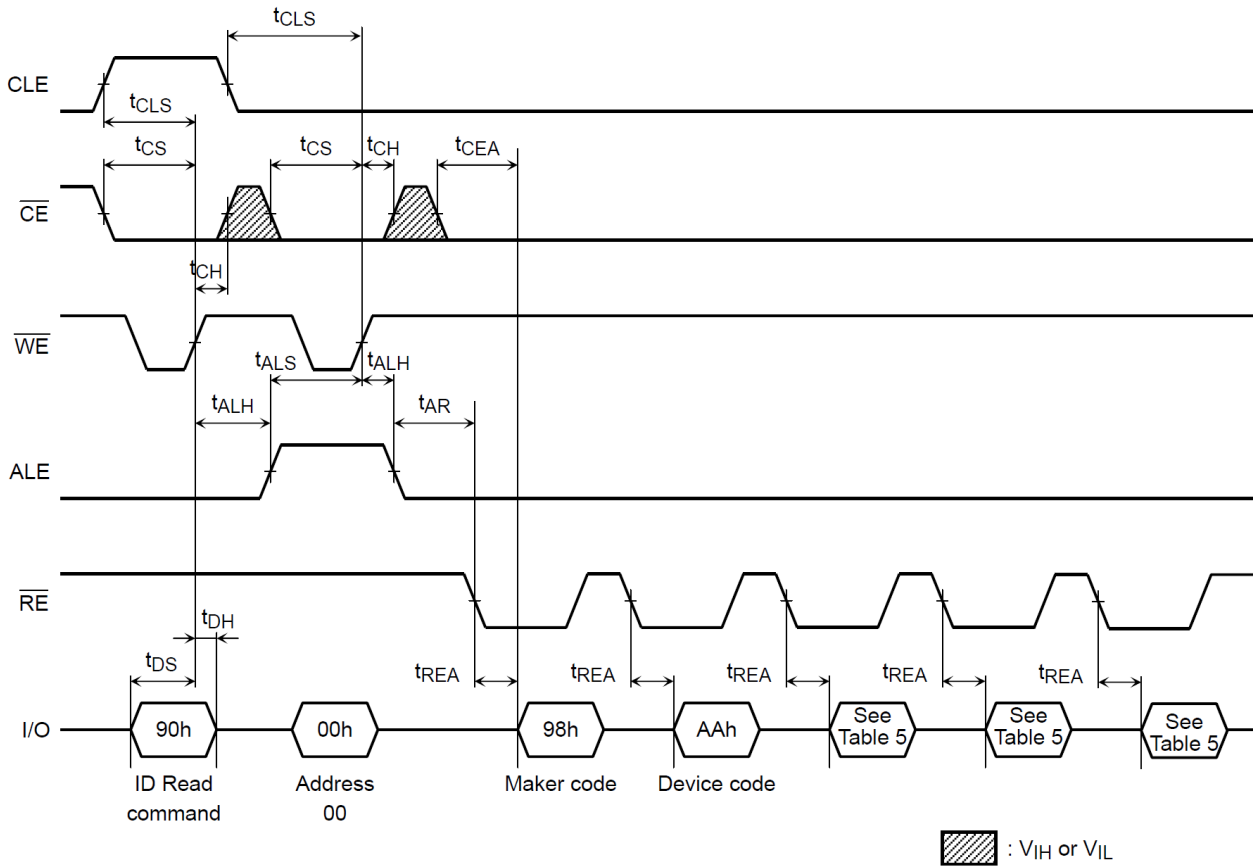 tCLS
CLE
tCLS
tCS tCS tCH tCEA
CE
tCH
WE
tALS tALH
tALH tAR
ALE
RE
tDH
tDS tREA tREA tREA tREA tREA
I/O 90h 00h 98h AAh See Table 5 See Table 5 See Table 5
ID Read command Address 00 Maker code Device code
: VIH or VIL